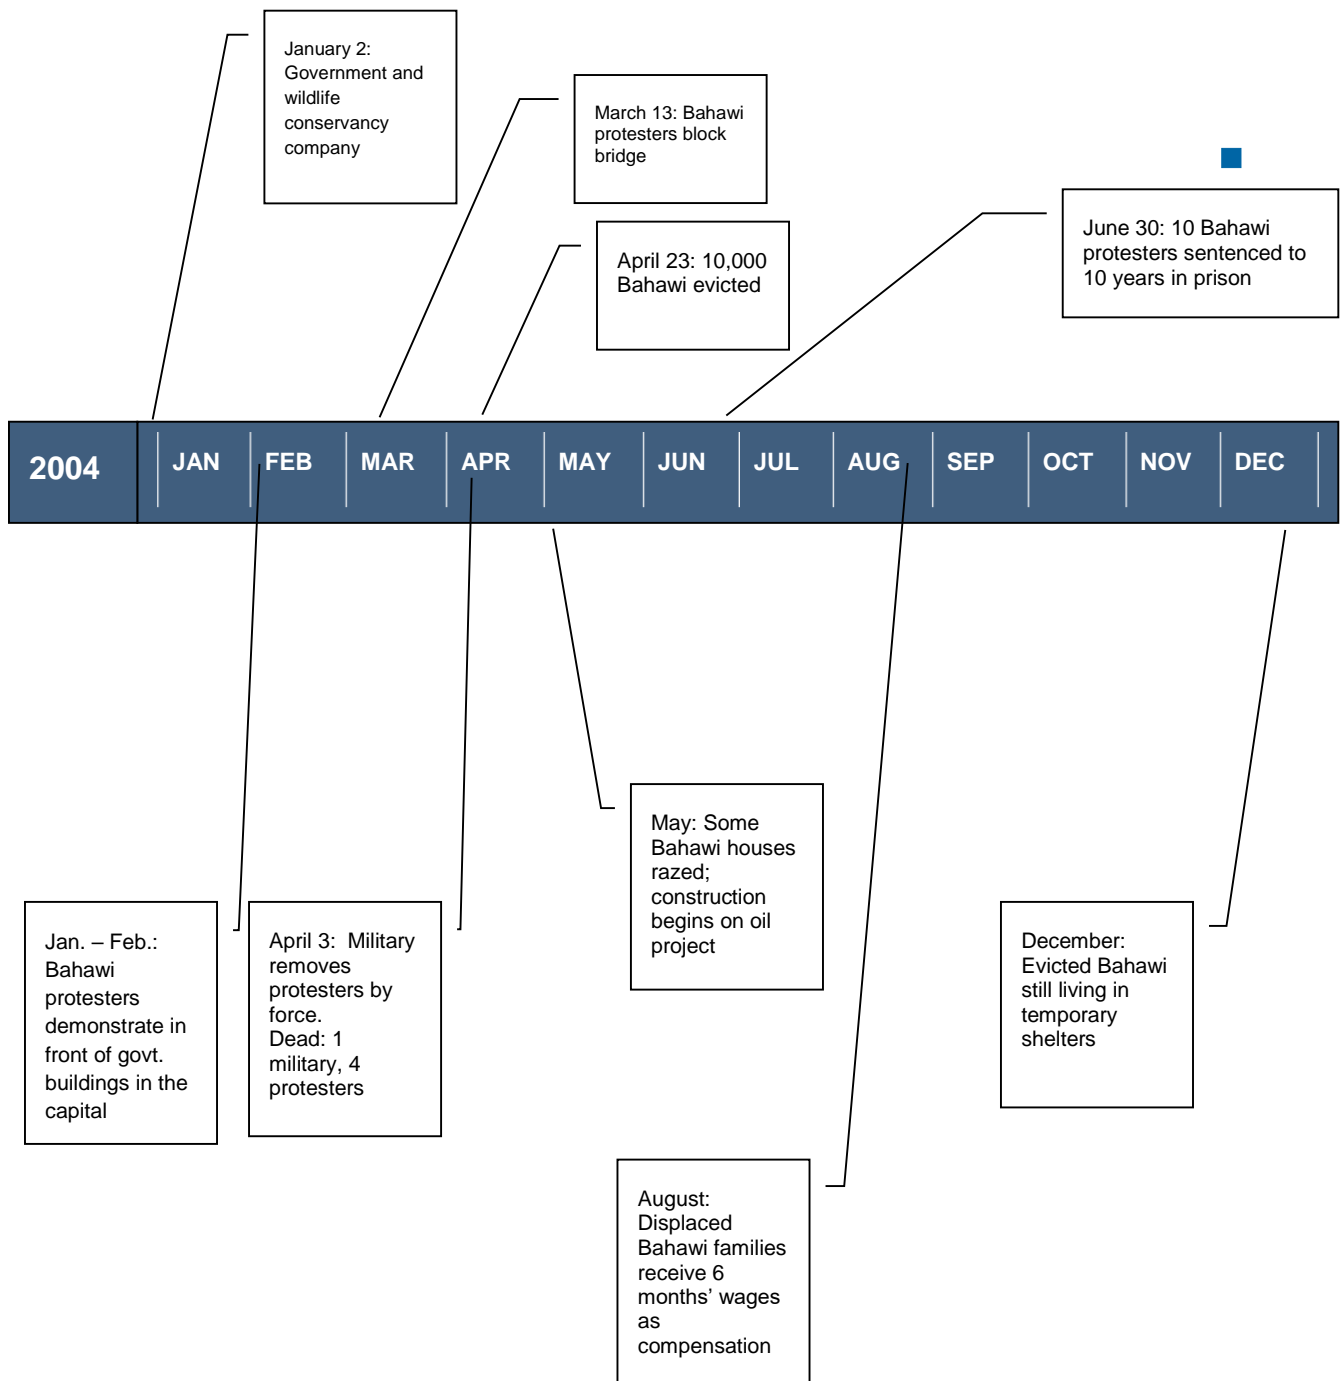 January 2:
Government and
wildlife
conservancy
company
March 13: Bahawi
protesters block
bridge
June 30: 10 Bahawi
protesters sentenced to
10 years in prison
April 23: 10,000
Bahawi evicted
2004
JAN
FEB
MAR
APR
MAY
JUN
JUL
AUG
SEP
OCT
NOV
DEC
Jan. – Feb.:
Bahawi
protesters
demonstrate in
front of govt.
buildings in the
capital
April 3:  Military
removes
protesters by
force.
Dead: 1
military, 4
protesters
May: Some
Bahawi houses
razed;
construction
begins on oil
project
December:
Evicted Bahawi
still living in
temporary
shelters
August:
Displaced
Bahawi families
receive 6
months’ wages
as
compensation